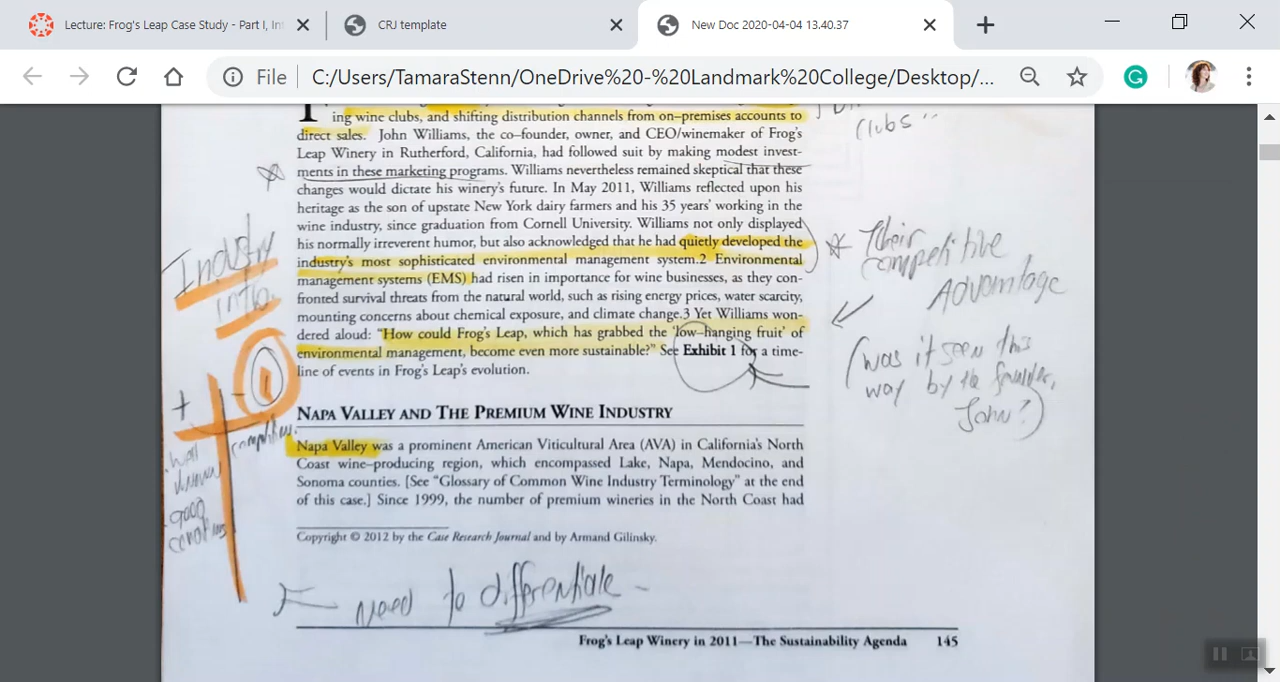 Lecture: Frog's Leap Case Study - Part I, In
CRJ template
New Doc 2020-04-04 13.40.37
File
C:/Users/TamaraStenn/OneDrive%20-%20Landmark%20College/Desktop/...
ing wine clubs, and shifting distribution channels from on–premises accounts to
direct sales. John Williams, the co–founder, owner, and CEO/winemaker of Frog's
Leap Winery in Rutherford, California, had followed suit by making modest invest-
ments in these marketing programs. Williams nevertheless remained skeptical that these
changes would dictate his winery's future. In May 2011, Williams reflected upon his
heritage as the son of upstate New York dairy farmers and his 35 years' working in the
wine industry, since graduation from Cornell University. Williams not only displayed
his normally irreverent humor, but also acknowledged that he had quietly developed the
industry's most sophisticated environmental management system.2 Environmental
management systems (EMS) had risen in importance for wine businesses, as they con-
fronted survival threats from the natural world, such as rising energy prices, water scarcity,
mounting concerns about chemical exposure, and climate change.3 Yet Williams won-
dered aloud: "How could Frog's Leap, which has grabbed the 'low–hanging fruit' of
environmental management, become even more sustainable?" See Exhibit 1 for a time-
line of events in Frog's Leap's evolution.
NAPA VALLEY AND THE PREMIUM WINE INDUSTRY
Napa Valley was a prominent American Viticultural Area (AVA) in California's North
Coast wine–producing region, which encompassed Lake, Napa, Mendocino, and
Sonoma counties. [See "Glossary of Common Wine Industry Terminology" at the end
of this case.] Since 1999, the number of premium wineries in the North Coast had
Copyright © 2012 by the Case Research Journal and by Armand Gilinsky.
need to differentiate -
Frog's Leap Winery in 2011—The Sustainability Agenda 145
Industry
info
1
+
-
competition
well
known
good
conditions
clubs
Their
competitive
ADvantage
(was it seen this
way by the founder,
John?)